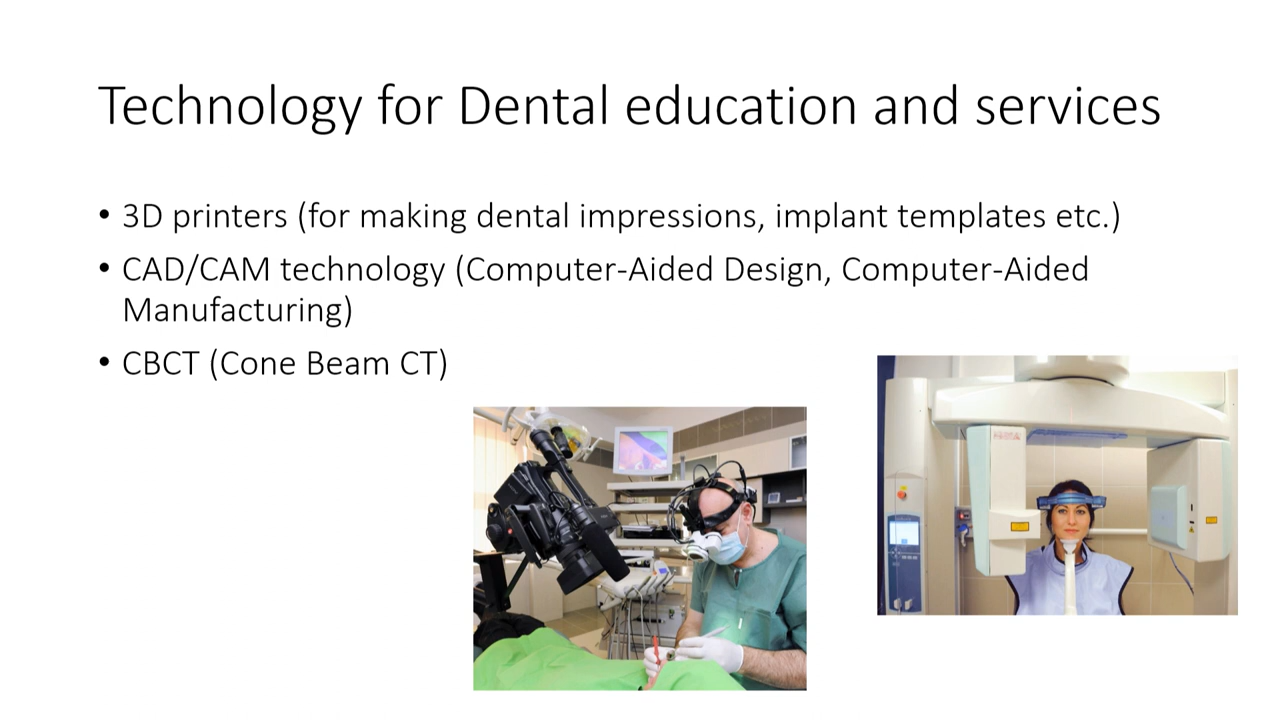 Technology for Dental education and services
• 3D printers (for making dental impressions, implant templates etc.)
• CAD/CAM technology (Computer-Aided Design, Computer-Aided
Manufacturing)
• CBCT (Cone Beam CT)